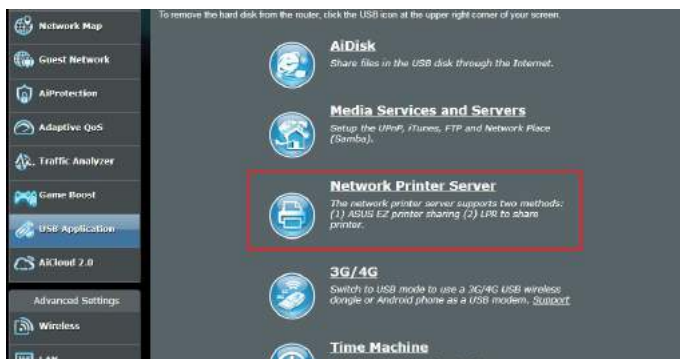 To remove the hard disk from the router, click the USB icon at the upper right corner of your screen.
Network Map
Guest Network
AiProtection
Adaptive QoS
Traffic Analyzer
Game Boost
USB Application
AiCloud 2.0
Advanced Settings
Wireless
LAN
AiDisk
Share files in the USB disk through the Internet.
Media Services and Servers
Setup the UPnP, iTunes, FTP and Network Place
(Samba).
Network Printer Server
The network printer server supports two methods:
(1) ASUS EZ printer sharing (2) LPR to share
printer.
3G/4G
Switch to USB mode to use a 3G/4G USB wireless
dongle or Android phone as a USB modem. Support
Time Machine